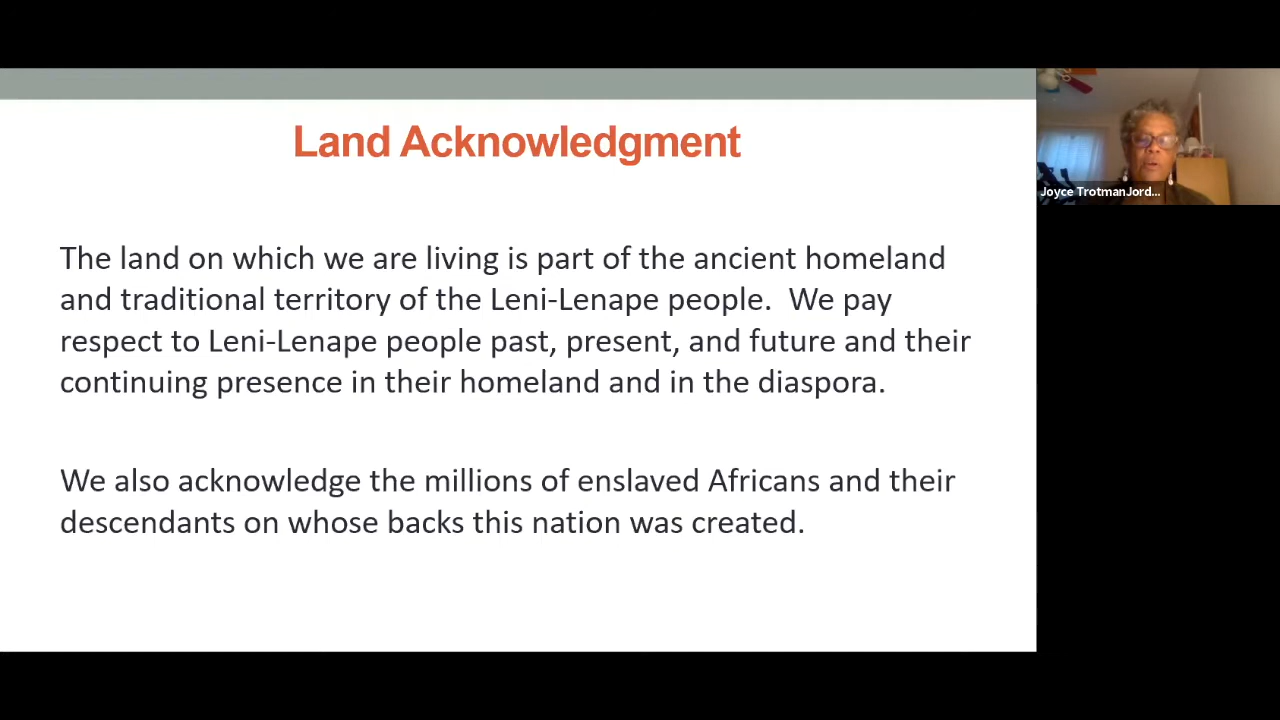 Land Acknowledgment
The land on which we are living is part of the ancient homeland
and traditional territory of the Leni-Lenape people.  We pay
respect to Leni-Lenape people past, present, and future and their
continuing presence in their homeland and in the diaspora.
We also acknowledge the millions of enslaved Africans and their
descendants on whose backs this nation was created.
Joyce TrotmanJord...